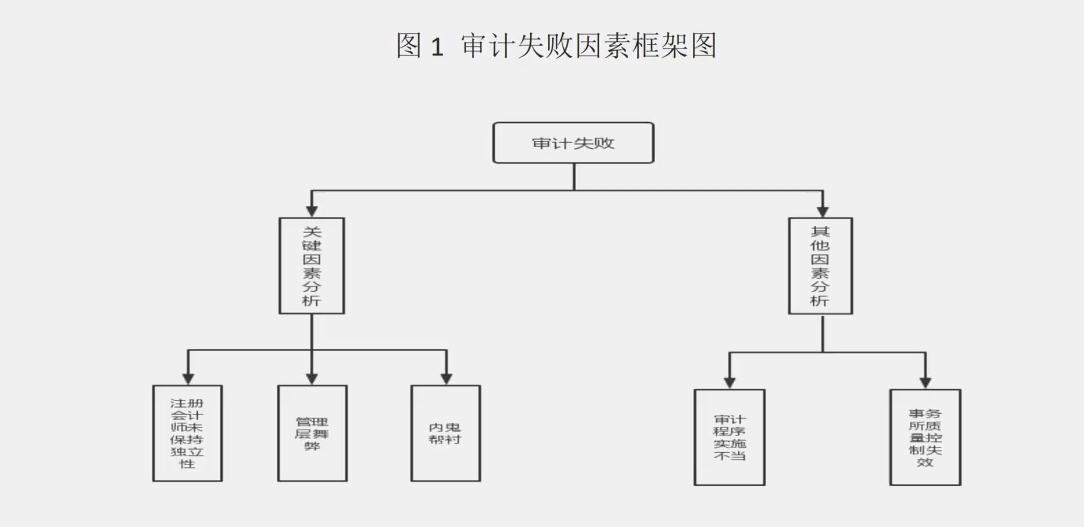 图 1 审计失败因素框架图
审计失败
关
键
因
素
分
析
其
他
因
素
分
析
注册
会计
师未
保持
独立
性
管理
层舞
弊
内鬼
帮衬
审计
程序
实施
不当
事务
所质
量控
制失
效